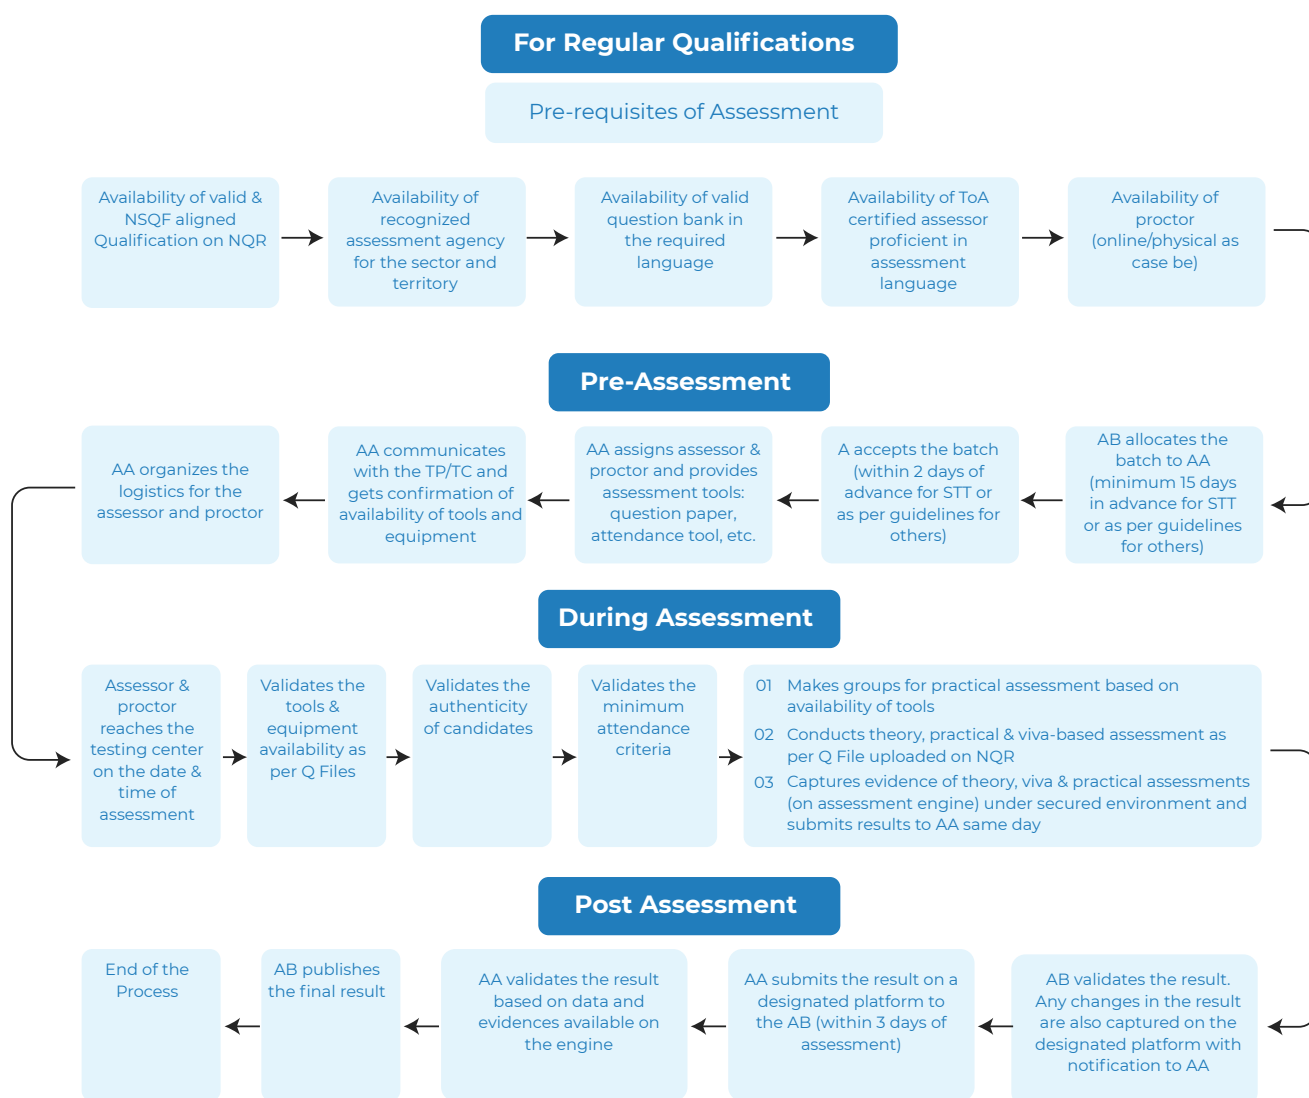 For Regular Qualifications
Pre-requisites of Assessment
Availability of valid &
NSQF aligned
Qualification on NQR
Availability of
recognized
assessment agency
for the sector and
territory
Availability of valid
question bank in
the required
language
Availability of ToA
certified assessor
proficient in
assessment
language
Availability of
proctor
(online/physical as
case be)
Pre-Assessment
AA organizes the
logistics for the
assessor and proctor
AA communicates
with the TP/TC and
gets confirmation of
availability of tools and
equipment
AA assigns assessor &
proctor and provides
assessment tools:
question paper,
attendance tool, etc.
A accepts the batch
(within 2 days of
advance for STT or
as per guidelines for
others)
AB allocates the
batch to AA
(minimum 15 days
in advance for STT
or as per guidelines
for others)
During Assessment
Assessor &
proctor
reaches the
testing center
on the date &
time of
assessment
Validates the
tools &
equipment
availability as
per Q Files
Validates the
authenticity
of candidates
Validates the
minimum
attendance
criteria
01 Makes groups for practical assessment based on
availability of tools
02 Conducts theory, practical & viva-based assessment as
per Q File uploaded on NQR
03 Captures evidence of theory, viva & practical assessments
(on assessment engine) under secured environment and
submits results to AA same day
Post Assessment
End of the
Process
AB publishes
the final result
AA validates the result
based on data and
evidences available on
the engine
AA submits the result on a
designated platform to
the AB (within 3 days of
assessment)
AB validates the result.
Any changes in the result
are also captured on the
designated platform with
notification to AA